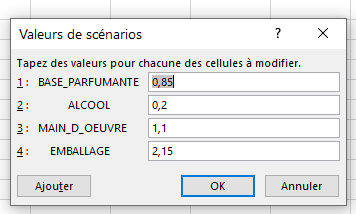 Valeurs de scénarios ? ×
Tapez des valeurs pour chacune des cellules à modifier.
1 : BASE_PARFUMANTE 0,85
2 : ALCOOL 0,2
3 : MAIN_D_OEUVRE 1,1
4 : EMBALLAGE 2,15
Ajouter OK Annuler